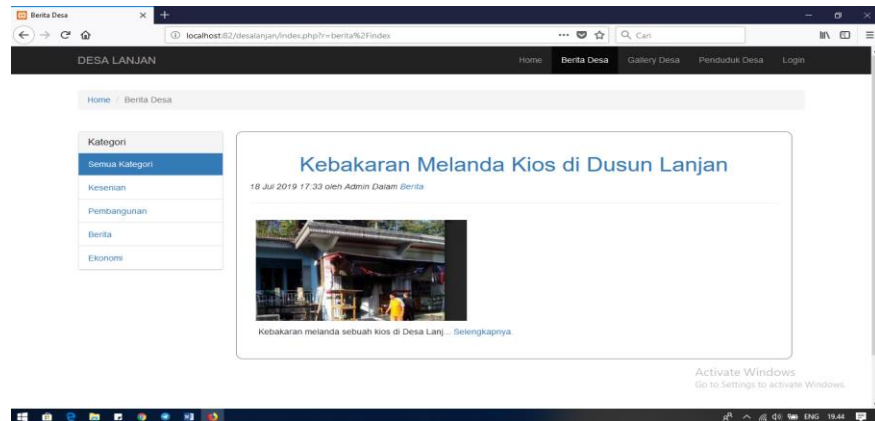 Berita Desa
localhost:82/desalanjan/index.php?r=berita%2Findex
Cari
DESA LANJAN
Home Berita Desa Gallery Desa Penduduk Desa Login
Home / Berita Desa
Kategori
Semua Kategori
Kesenian
Pembangunan
Berita
Ekonomi
Kebakaran Melanda Kios di Dusun Lanjan
18 Jul 2019 17:33 oleh Admin Dalam Berita
Kebakaran melanda sebuah kios di Desa Lanj... Selengkapnya.
Activate Windows
Go to Settings to activate Windows.
ENG 19.44